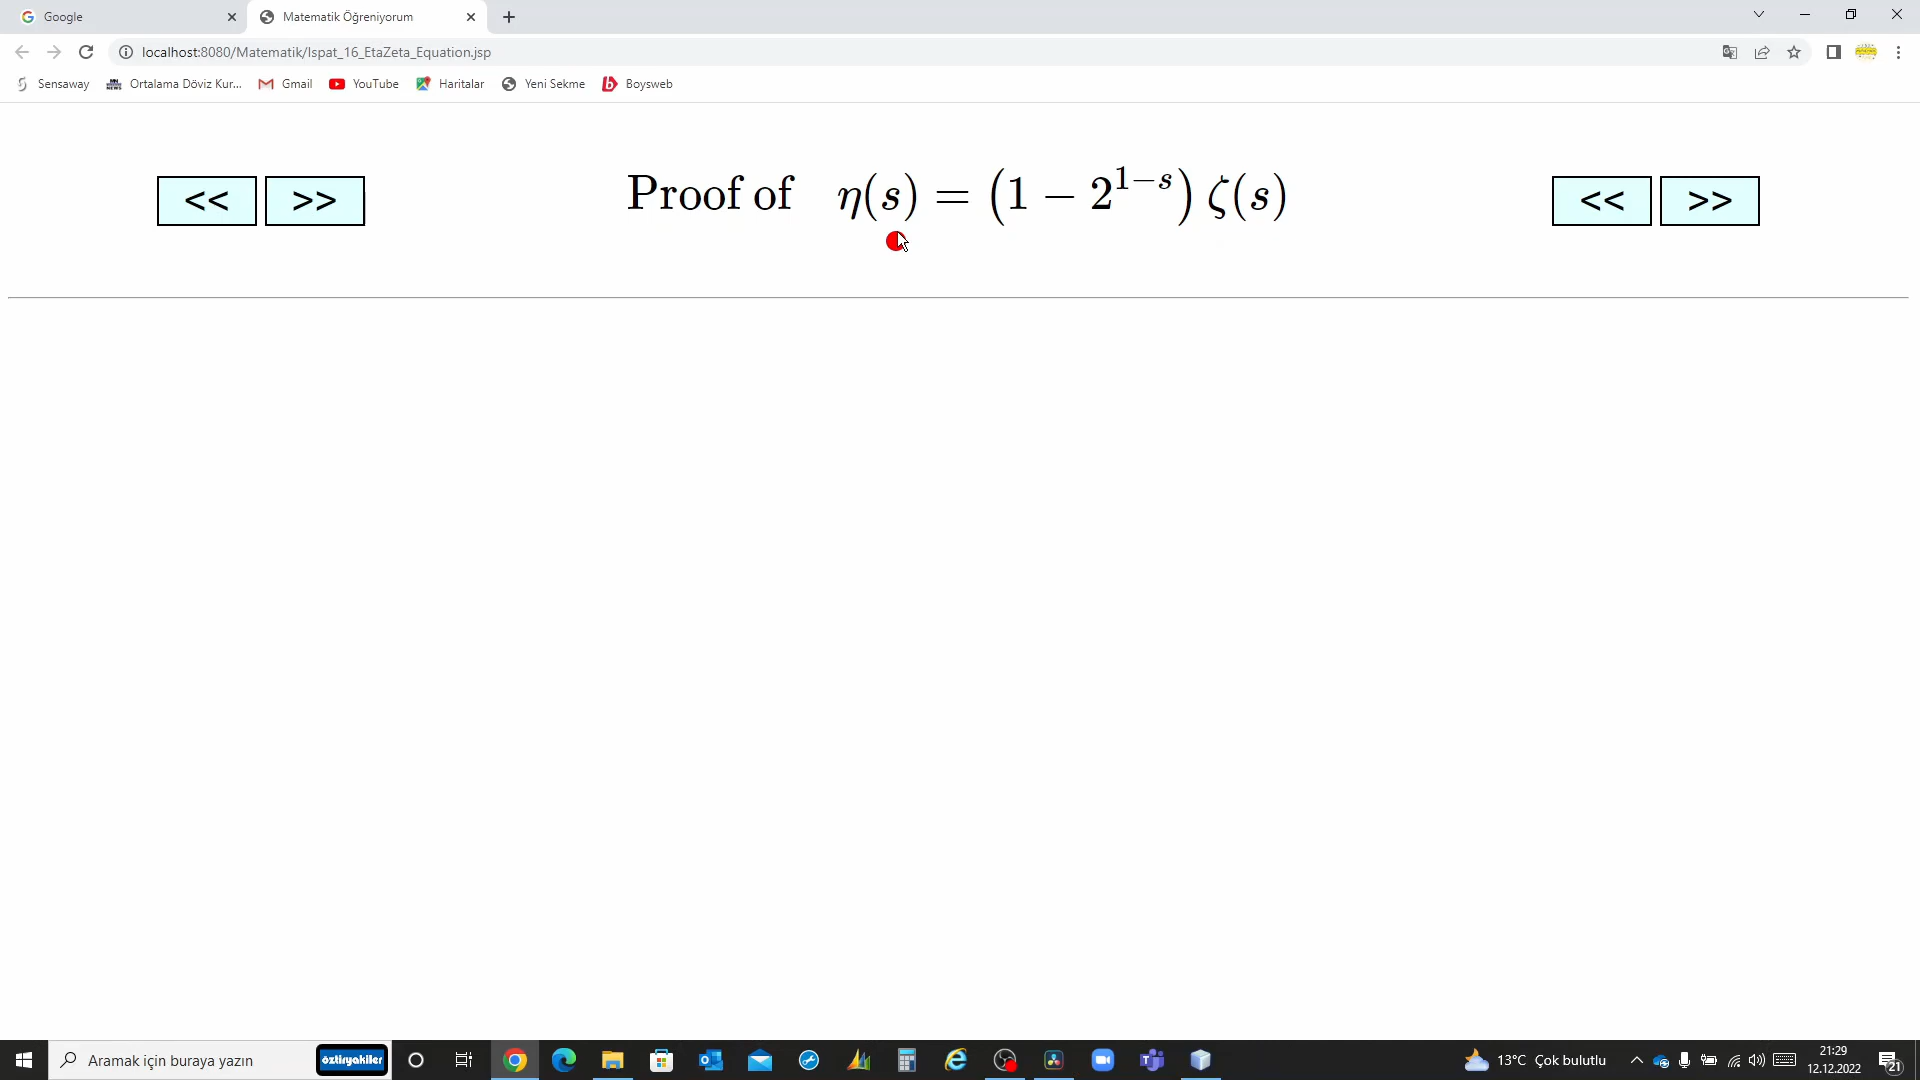 Google
Matematik Öğreniyorum
localhost:8080/Matematik/Ispat_16_EtaZeta_Equation.jsp
Sensaway
Ortalama Döviz Kur...
Gmail
YouTube
Haritalar
Yeni Sekme
Boysweb
<< >> Proof of η(s) = (1 − 2^{1−s}) ζ(s) << >>
Aramak için buraya yazın
öztiryakiler
13°C Çok bulutlu
21:29
12.12.2022
21